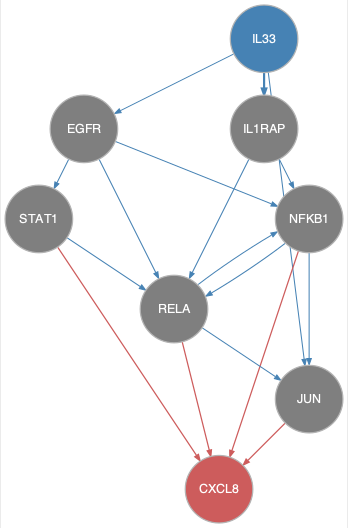 IL33
EGFR
IL1RAP
STAT1
NFKB1
RELA
JUN
CXCL8